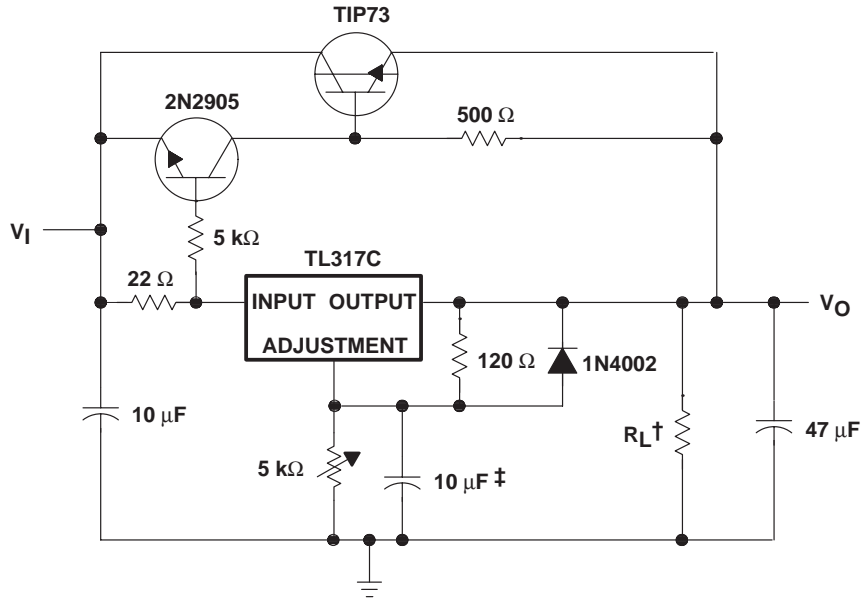 TIP73
2N2905
500 Ω
VI
5 kΩ
TL317C
22 Ω
INPUT OUTPUT
VO
ADJUSTMENT
120 Ω
1N4002
10 μF
RL†
47 μF
5 kΩ
10 μF ‡